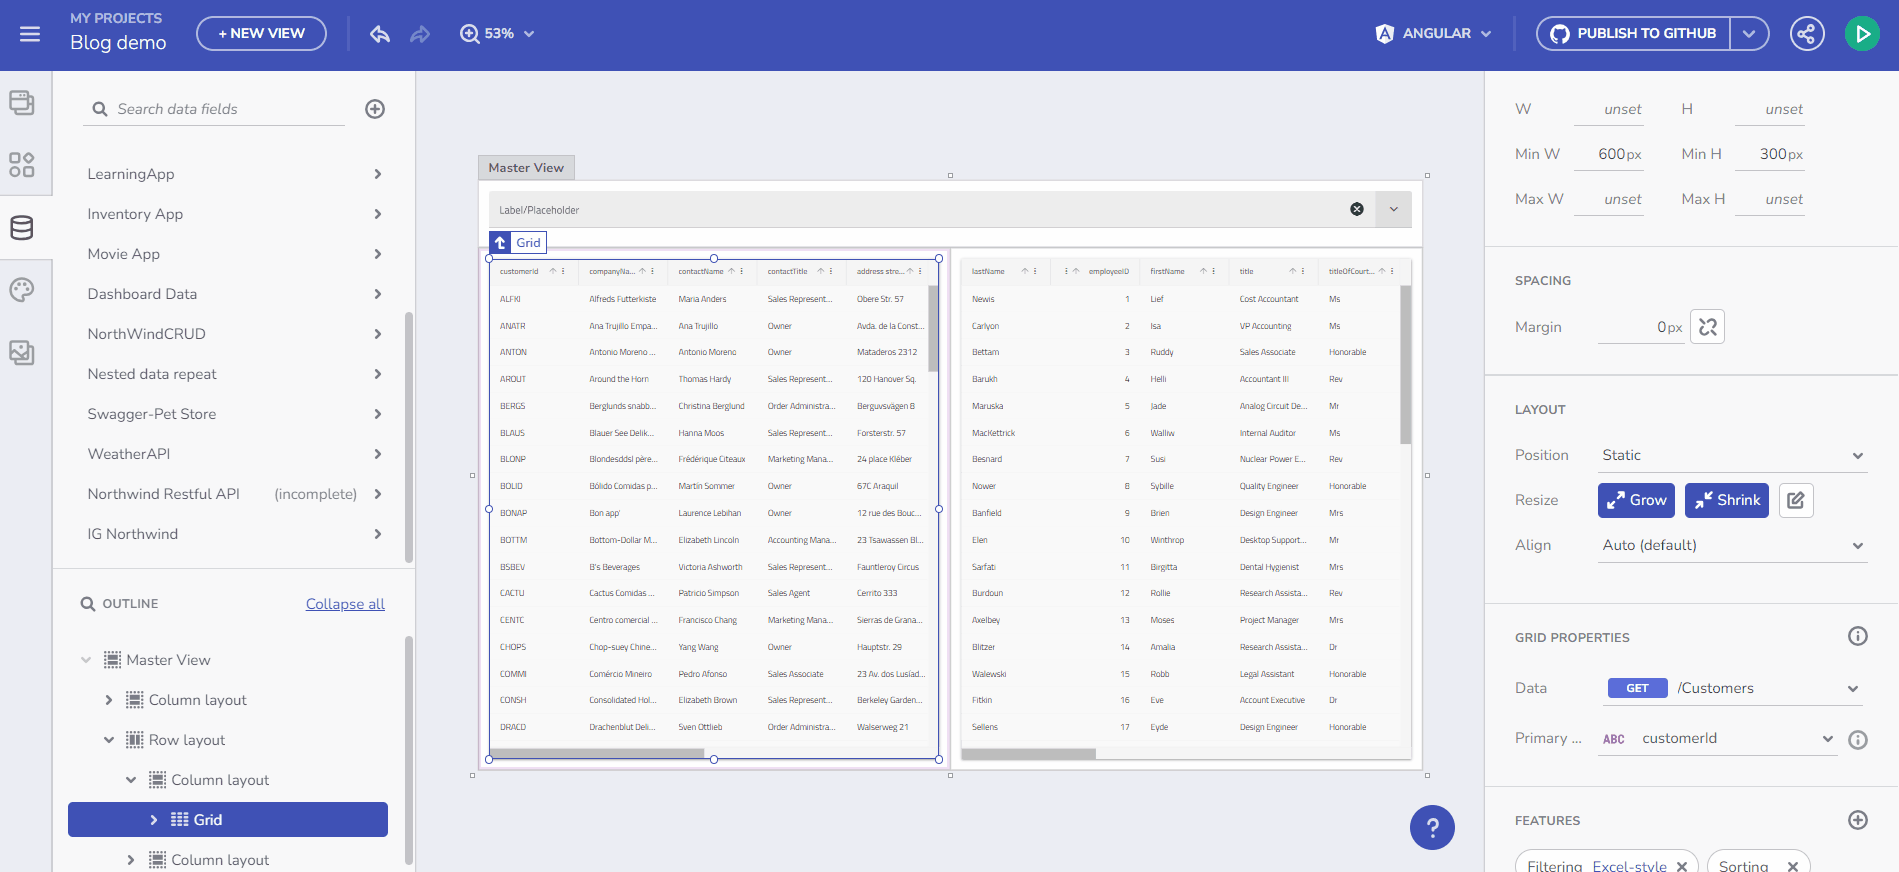 MY PROJECTS
Blog demo
+ NEW VIEW
53%
ANGULAR
PUBLISH TO GITHUB
Search data fields
LearningApp
Inventory App
Movie App
Dashboard Data
NorthWindCRUD
Nested data repeat
Swagger-Pet Store
WeatherAPI
Northwind Restful API (incomplete)
IG Northwind
OUTLINE Collapse all
Master View
Column layout
Row layout
Column layout
Grid
Column layout
Master View
Label/Placeholder
Grid
customerId companyNa... contactName contactTitle address stre...
ALFKI Alfreds Futterkiste Maria Anders Sales Represent... Obere Str. 57
ANATR Ana Trujillo Empa... Ana Trujillo Owner Avda. de la Const...
ANTON Antonio Moreno ... Antonio Moreno Owner Mataderos 2312
AROUT Around the Horn Thomas Hardy Sales Represent... 120 Hanover Sq.
BERGS Berglunds snabb... Christina Berglund Order Administra... Berguvsvägen 8
BLAUS Blauer See Delik... Hanna Moos Sales Represent... Forsterstr. 57
BLONP Blondesddsl père... Frédérique Citeaux Marketing Mana... 24 place Kléber
BOLID Bólido Comidas p... Martín Sommer Owner 67C Araquil
BONAP Bon app' Laurence Lebihan Owner 12 rue des Bouc...
BOTTM Bottom-Dollar M... Elizabeth Lincoln Accounting Mana... 23 Tsawassen Bl...
BSBEV B's Beverages Victoria Ashworth Sales Represent... Fauntleroy Circus
CACTU Cactus Comidas ... Patricio Simpson Sales Agent Cerrito 333
CENTC Centro comercial ... Francisco Chang Marketing Mana... Sierras de Grana...
CHOPS Chop-suey Chine... Yang Wang Owner Hauptstr. 29
COMMI Comércio Mineiro Pedro Afonso Sales Associate 23 Av. dos Lusíad...
CONSH Consolidated Hol... Elizabeth Brown Sales Represent... Berkeley Garden...
DRACD Drachenblut Deli... Sven Ottlieb Order Administra... Walserweg 21
lastName employeeID firstName title titleOfCourt...
Newis 1 Lief Cost Accountant Ms
Carlyon 2 Isa VP Accounting Ms
Bettam 3 Ruddy Sales Associate Honorable
Barukh 4 Helli Accountant III Rev
Maruska 5 Jade Analog Circuit De... Mr
MacKettrick 6 Walliw Internal Auditor Ms
Besnard 7 Susi Nuclear Power E... Rev
Nower 8 Sybille Quality Engineer Honorable
Banfield 9 Brien Design Engineer Mrs
Elen 10 Winthrop Desktop Support... Mr
Sarfati 11 Birgitta Dental Hygienist Mrs
Burdoun 12 Rollie Research Assista... Rev
Axelbey 13 Moses Project Manager Mrs
Blitzer 14 Amalia Research Assista... Dr
Walewski 15 Robb Legal Assistant Honorable
Fitkin 16 Eve Account Executive Dr
Sellens 17 Eyde Design Engineer Honorable
?
W unset H unset
Min W 600px Min H 300px
Max W unset Max H unset
SPACING
Margin 0px
LAYOUT
Position Static
Resize Grow Shrink
Align Auto (default)
GRID PROPERTIES
Data GET /Customers
Primary ... ABC customerId
FEATURES
Filtering Excel-style Sorting